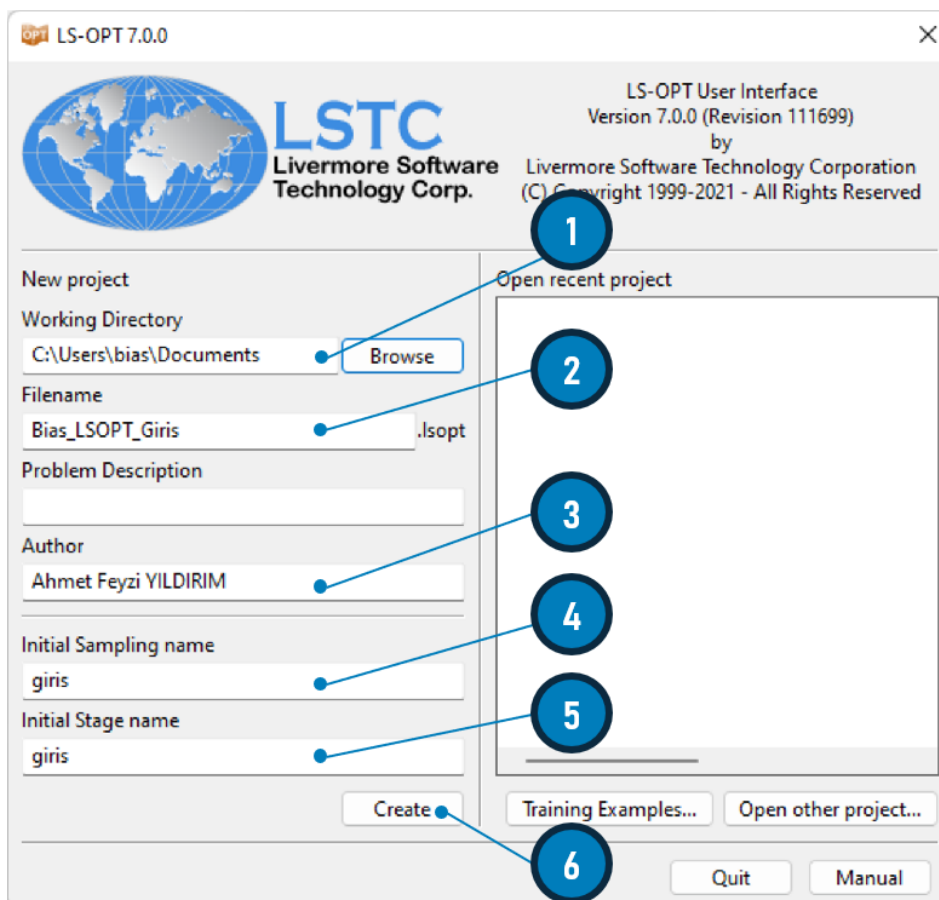 LS-OPT 7.0.0
LSTC
Livermore Software
Technology Corp.
LS-OPT User Interface
Version 7.0.0 (Revision 111699)
by
Livermore Software Technology Corporation
(C) Copyright 1999-2021 - All Rights Reserved
1
New project
Working Directory
C:\Users\bias\Documents
Browse
Filename
Bias_LSOPT_Giris
.lsopt
Problem Description
Author
Ahmet Feyzi YILDIRIM
Initial Sampling name
giris
Initial Stage name
giris
Create
Open recent project
2
3
4
5
Training Examples...
Open other project...
6
Quit
Manual